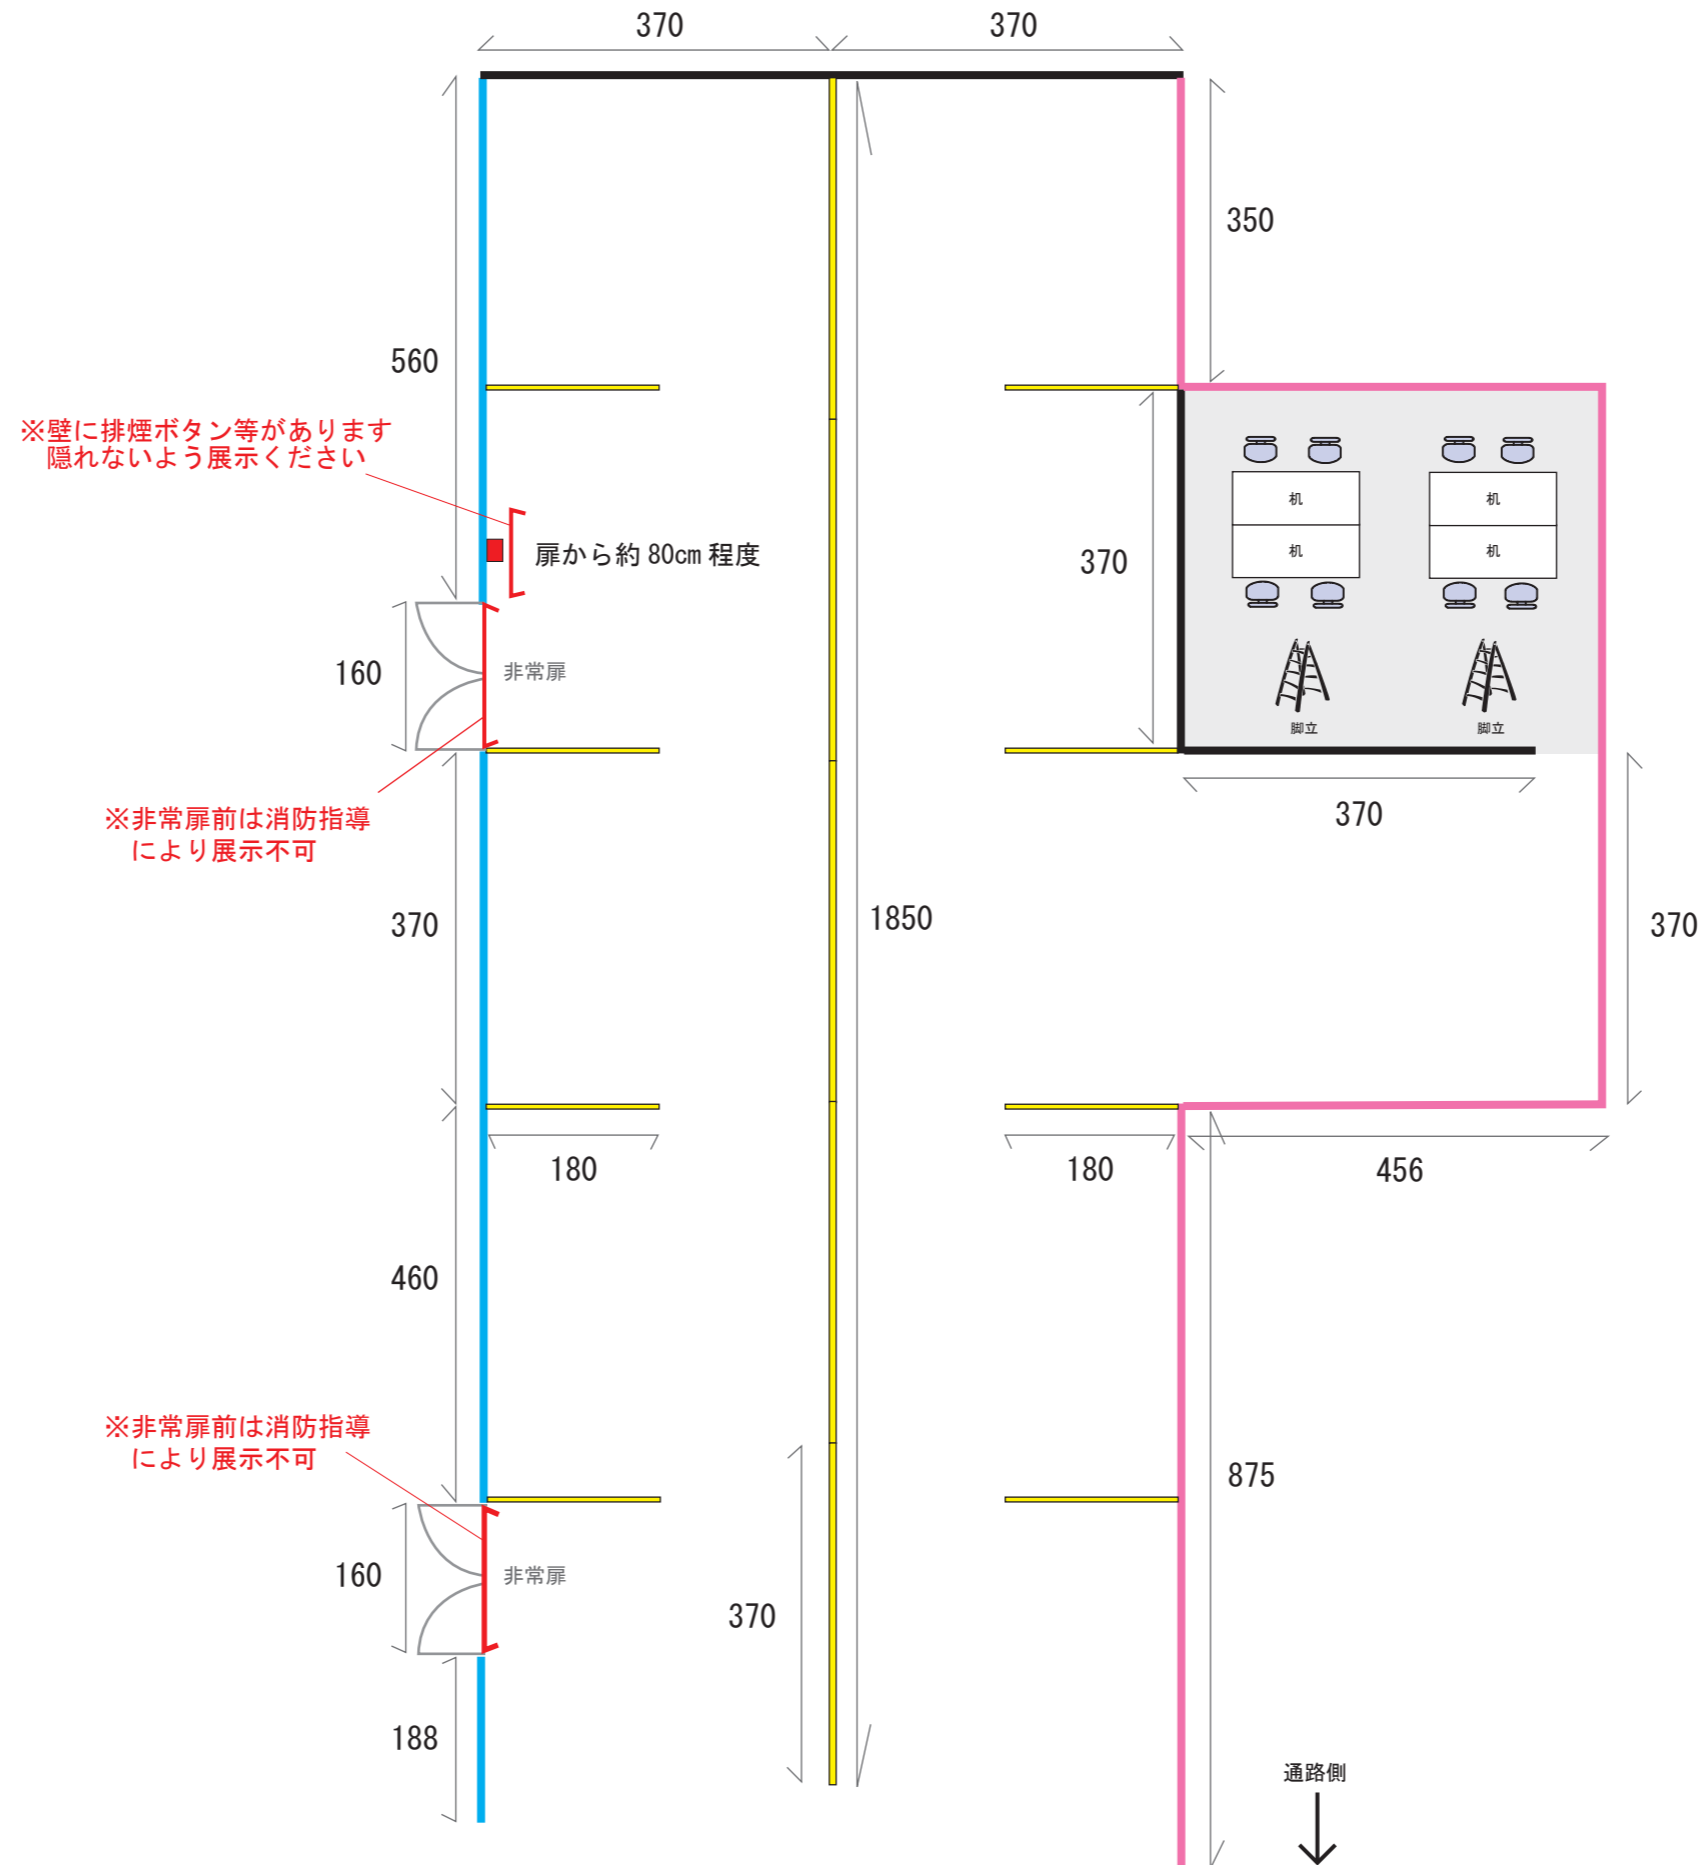 370
370
350
560
※壁に排煙ボタン等があります
隠れないよう展示ください
扉から約 80cm 程度
机
机
机
机
370
160
非常扉
脚立
脚立
※非常扉前は消防指導
により展示不可
370
370
1850
370
180
180
456
460
※非常扉前は消防指導
により展示不可
875
160
非常扉
370
188
通路側